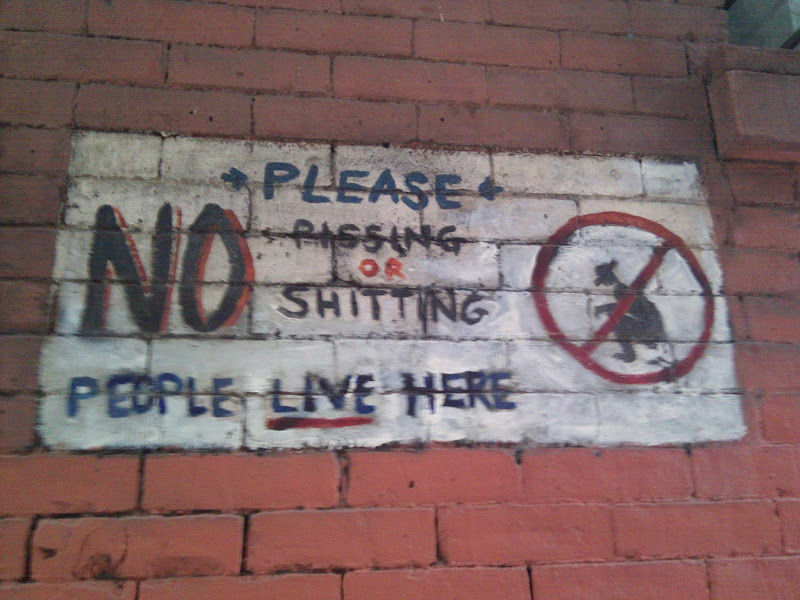 PLEASE
NO PISSING
OR
SHITTING
PEOPLE LIVE HERE